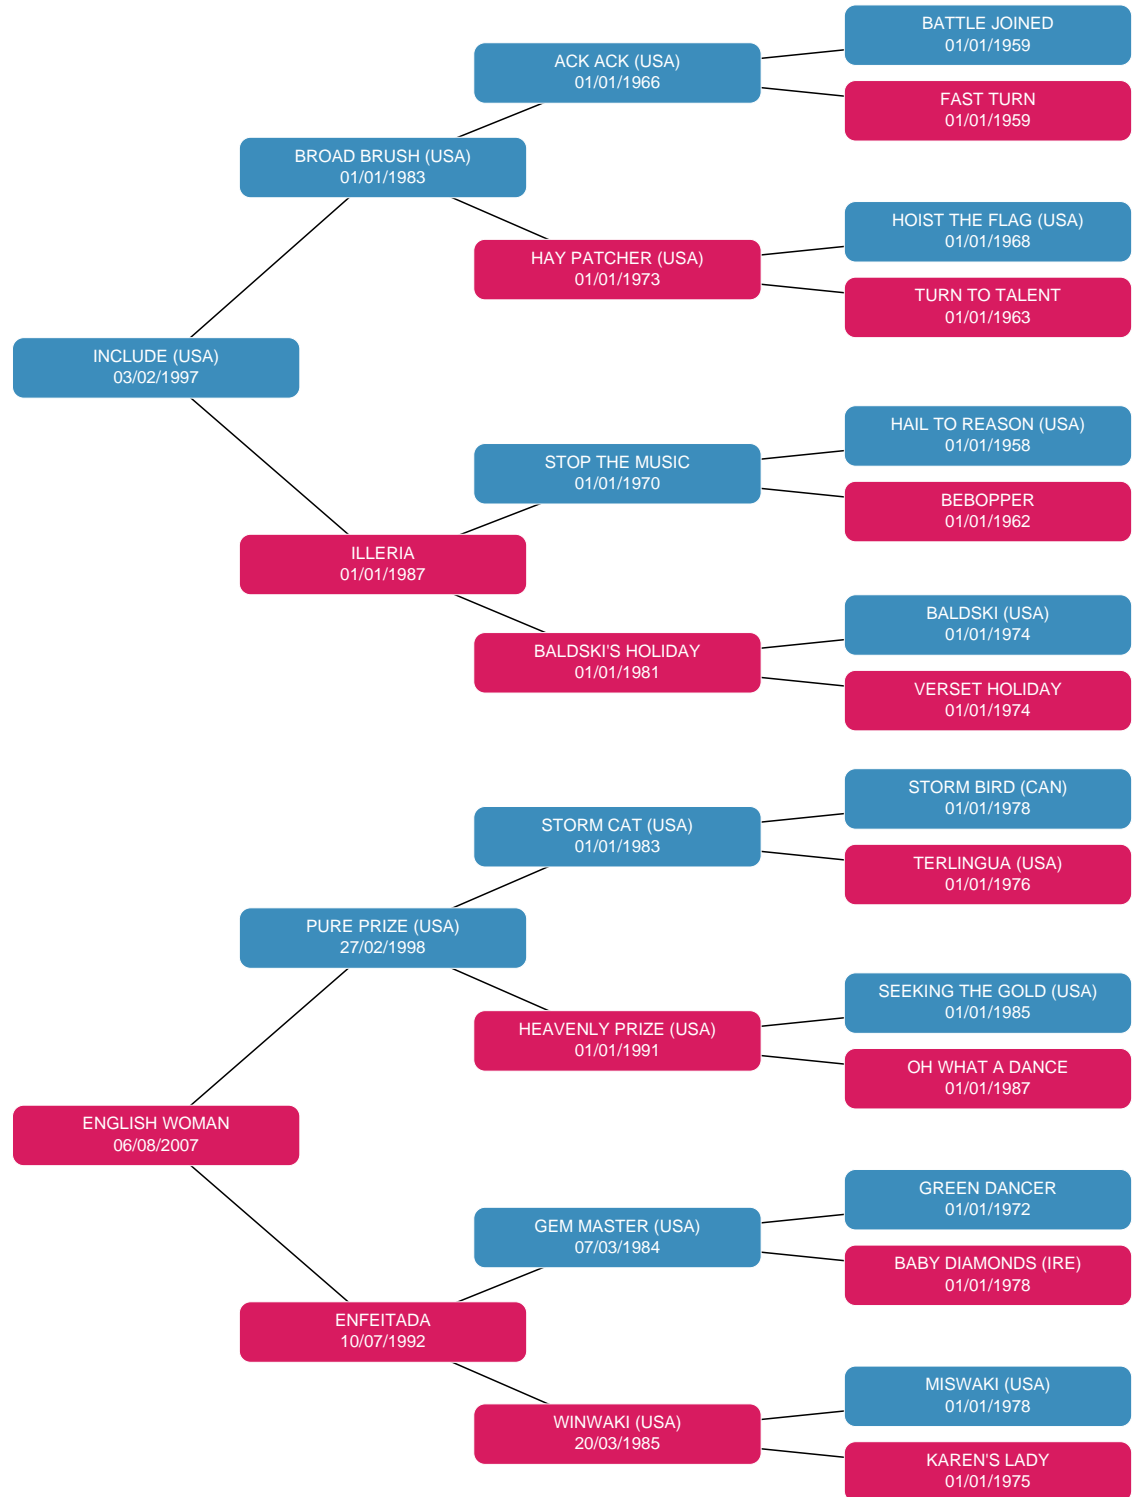 BATTLE JOINED
01/01/1959
ACK ACK (USA)
01/01/1966
FAST TURN
01/01/1959
BROAD BRUSH (USA)
01/01/1983
HOIST THE FLAG (USA)
01/01/1968
HAY PATCHER (USA)
01/01/1973
TURN TO TALENT
01/01/1963
INCLUDE (USA)
03/02/1997
HAIL TO REASON (USA)
01/01/1958
STOP THE MUSIC
01/01/1970
BEBOPPER
01/01/1962
ILLERIA
01/01/1987
BALDSKI (USA)
01/01/1974
BALDSKI'S HOLIDAY
01/01/1981
VERSET HOLIDAY
01/01/1974
STORM BIRD (CAN)
01/01/1978
STORM CAT (USA)
01/01/1983
TERLINGUA (USA)
01/01/1976
PURE PRIZE (USA)
27/02/1998
SEEKING THE GOLD (USA)
01/01/1985
HEAVENLY PRIZE (USA)
01/01/1991
OH WHAT A DANCE
01/01/1987
ENGLISH WOMAN
06/08/2007
GREEN DANCER
01/01/1972
GEM MASTER (USA)
07/03/1984
BABY DIAMONDS (IRE)
01/01/1978
ENFEITADA
10/07/1992
MISWAKI (USA)
01/01/1978
WINWAKI (USA)
20/03/1985
KAREN'S LADY
01/01/1975